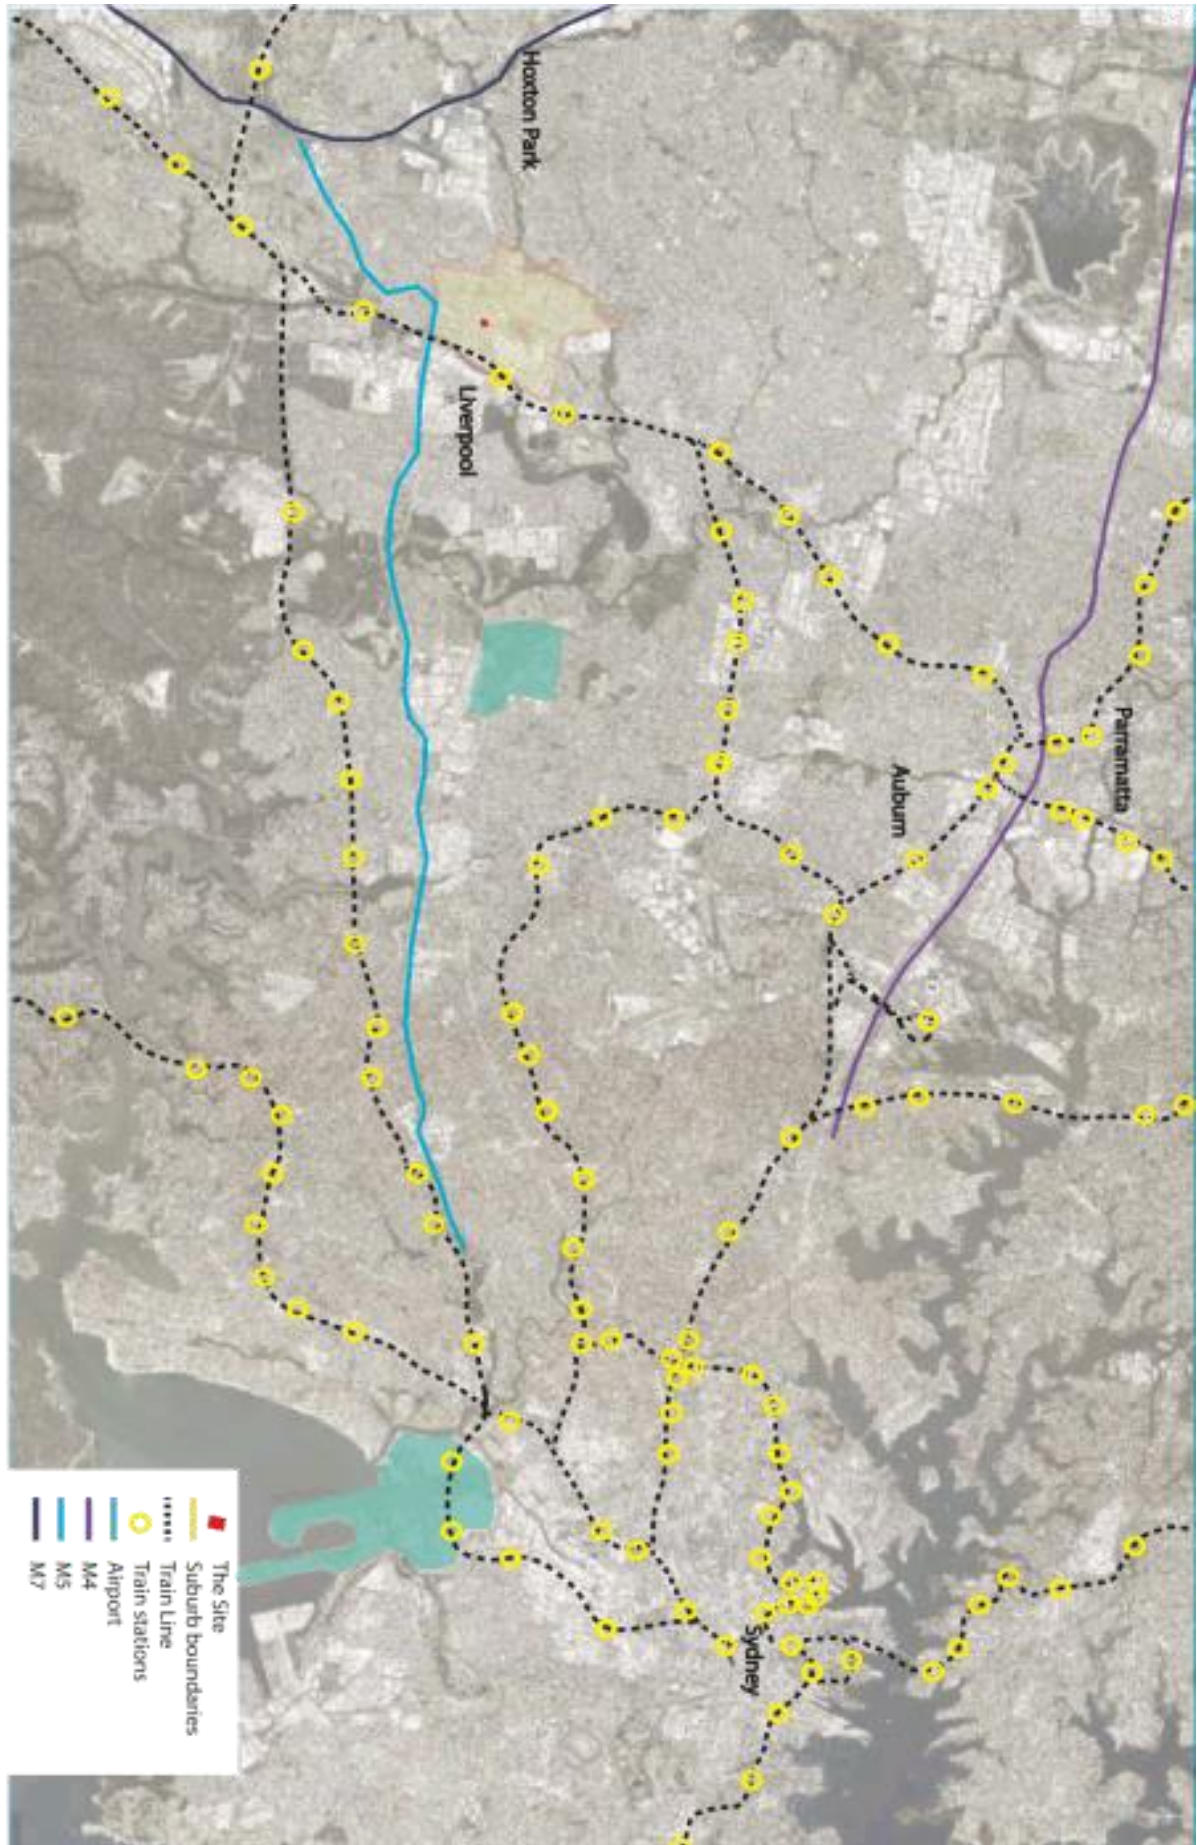 Hoxton Park
Liverpool
Parramatta
Auburn
Sydney
The Site
Suburb boundaries
Train Line
Train stations
Airport
M4
M5
M7